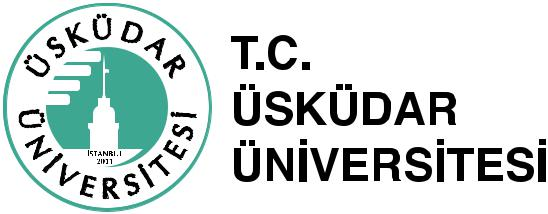 ÜSKÜDAR
ÜNİVERSİTESİ
İSTANBUL
2011
T.C.
ÜSKÜDAR
ÜNİVERSİTESİ